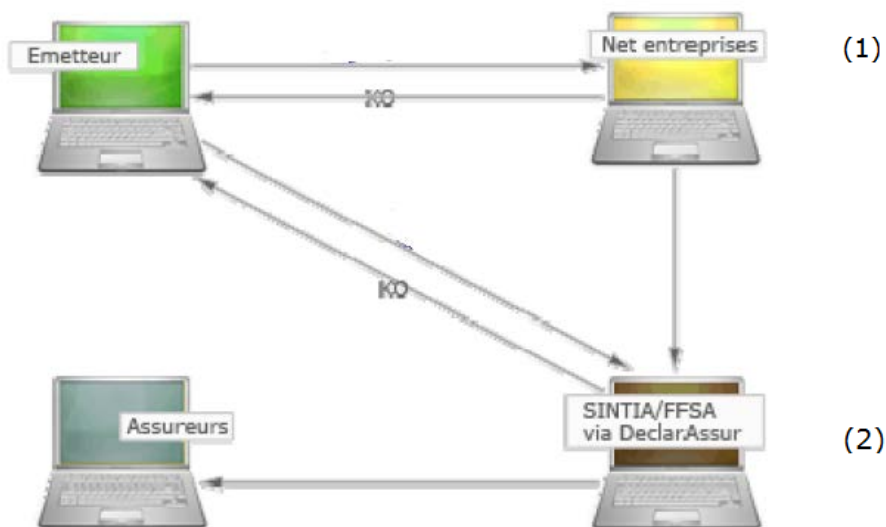 Emetteur
Net entreprises
(1)
KO
KO
Assureurs
SINTIA/FFSA
via DeclarAssur
(2)